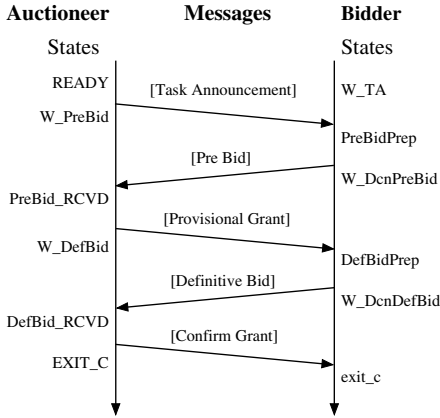 Auctioneer Messages Bidder
States States
READY
[Task Announcement]
W_TA
W_PreBid
PreBidPrep
[Pre Bid]
W_DcnPreBid
PreBid_RCVD
[Provisional Grant]
W_DefBid
DefBidPrep
[Definitive Bid]
W_DcnDefBid
DefBid_RCVD
[Confirm Grant]
EXIT_C
exit_c